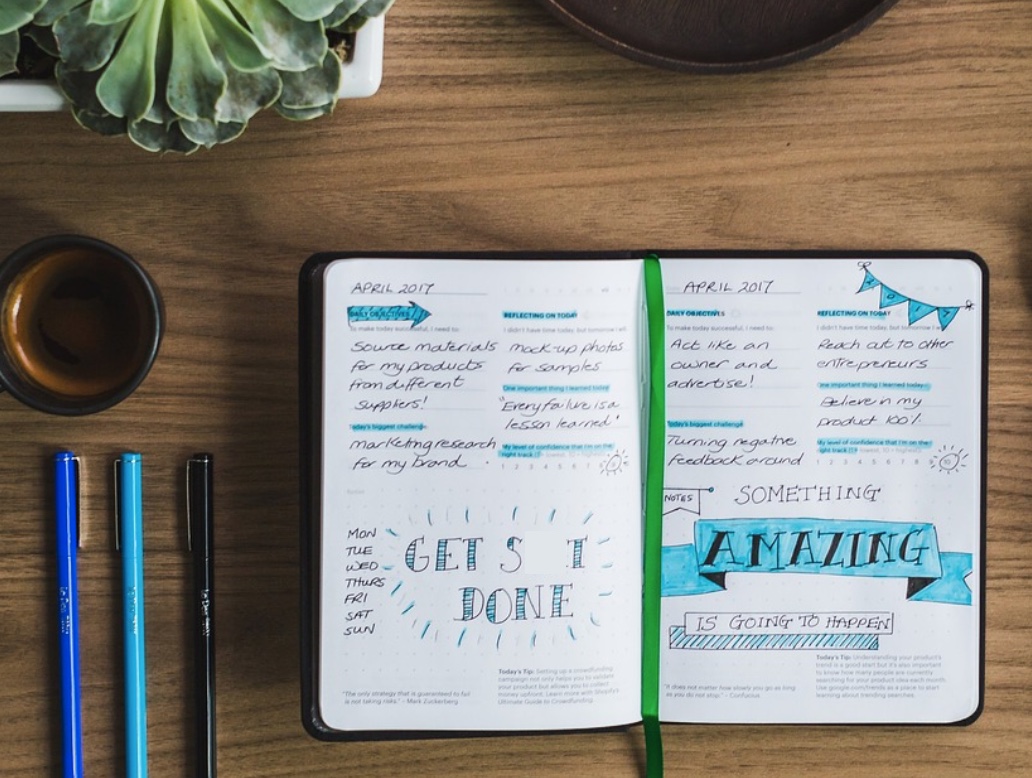 APRIL 2017
DAILY OBJECTIVES
To make today successful, I need to:
Source materials
for my products
from different
suppliers!
Today's biggest challenge
marketing research
for my brand.
REFLECTING ON TODAY
I didn't have time today, but tomorrow I will
mock-up photos
for samples
One important thing I learned today
"Every failure is a
lesson learned"
My level of confidence that I'm on the
right track (1 = lowest, 10 = highest)
1 2 3 4 5 6 7 8
MON
TUE
WED
THURS
FRI
SAT
SUN
GET S T
DONE
"The only strategy that is guaranteed to fail
is not taking risks." - Mark Zuckerberg
Today's Tip: Setting up a crowdfunding
campaign not only helps you to validate
your product but allows you to collect
money upfront. Learn more with Shopify's
Ultimate Guide to Crowdfunding.
APRIL 2017
DAILY OBJECTIVES
To make today successful, I need to:
Act like an
owner and
advertise!
Today's biggest challenge
Turning negative
feedback around
REFLECTING ON TODAY
I didn't have time today, but tomorrow I
Reach out to other
entrepreneurs
One important thing I learned today
Believe in my
product 100%
My level of confidence that I'm on the
right track (1 = lowest, 10 = highest)
1 2 3 4 5 6 7 8
10
NOTES
SOMETHING
AMAZING
IS GOING TO HAPPEN
"It does not matter how slowly you go as long
as you do not stop." - Confucius
Today's Tip: Understanding your product's
trend is a good start but it's also important
to know how many people are currently
searching for your product idea each month.
Use google.com/trends as a place to start
learning about trending searches.